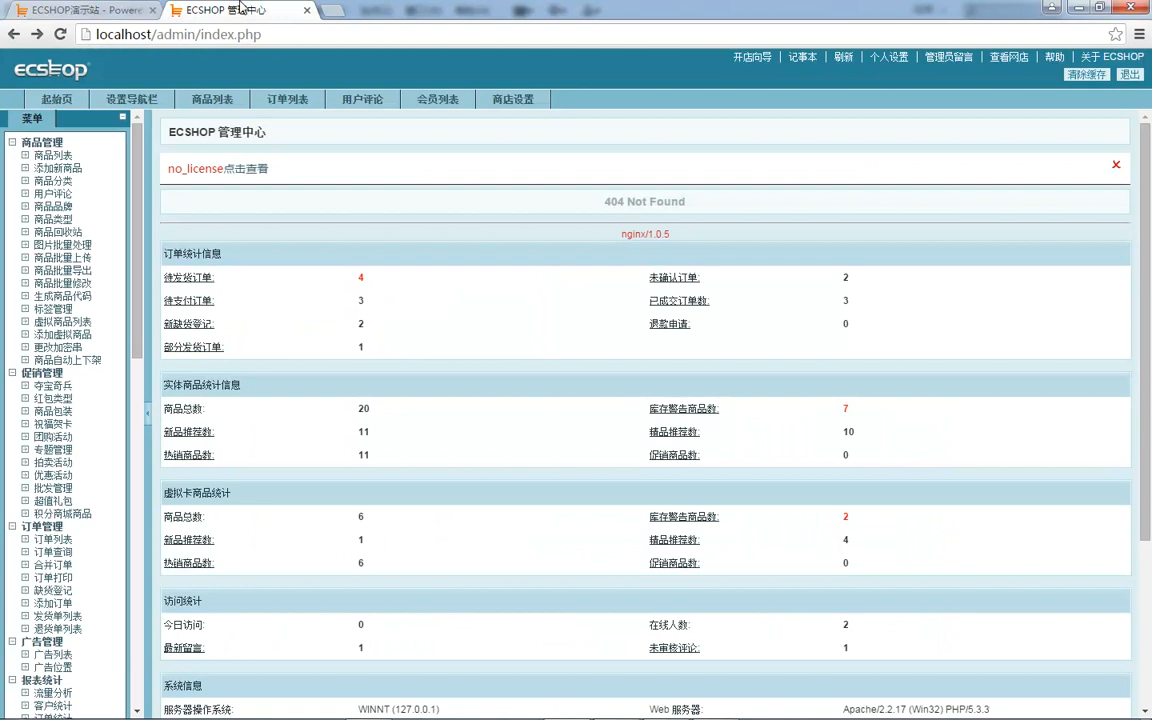 ECSHOP演示站 - Powere
ECSHOP 管理中心
localhost/admin/index.php
ecshop
开店向导 | 记事本 | 刷新 | 个人设置 | 管理员留言 | 查看网店 | 帮助 | 关于 ECSHOP
清除缓存 退出
起始页 设置导航栏 商品列表 订单列表 用户评论 会员列表 商店设置
菜单
商品管理
商品列表
添加新商品
商品分类
用户评论
商品品牌
商品类型
商品回收站
图片批量处理
商品批量上传
商品批量导出
商品批量修改
生成商品代码
标签管理
虚拟商品列表
添加虚拟商品
更改加密串
商品自动上下架
促销管理
夺宝奇兵
红包类型
商品包装
祝福贺卡
团购活动
专题管理
拍卖活动
优惠活动
批发管理
超值礼包
积分商城商品
订单管理
订单列表
订单查询
合并订单
订单打印
缺货登记
添加订单
发货单列表
退货单列表
广告管理
广告列表
广告位置
报表统计
流量分析
客户统计
订单统计
ECSHOP 管理中心
no_license点击查看
404 Not Found
nginx/1.0.5
订单统计信息
待发货订单: 4 未确认订单: 2
待支付订单: 3 已成交订单数: 3
新缺货登记: 2 退款申请: 0
部分发货订单: 1
实体商品统计信息
商品总数: 20 库存警告商品数: 7
新品推荐数: 11 精品推荐数: 10
热销商品数: 11 促销商品数: 0
虚拟卡商品统计
商品总数: 6 库存警告商品数: 2
新品推荐数: 1 精品推荐数: 4
热销商品数: 6 促销商品数: 0
访问统计
今日访问: 0 在线人数: 2
最新留言: 1 未审核评论: 1
系统信息
服务器操作系统: WINNT (127.0.0.1) Web 服务器: Apache/2.2.17 (Win32) PHP/5.3.3